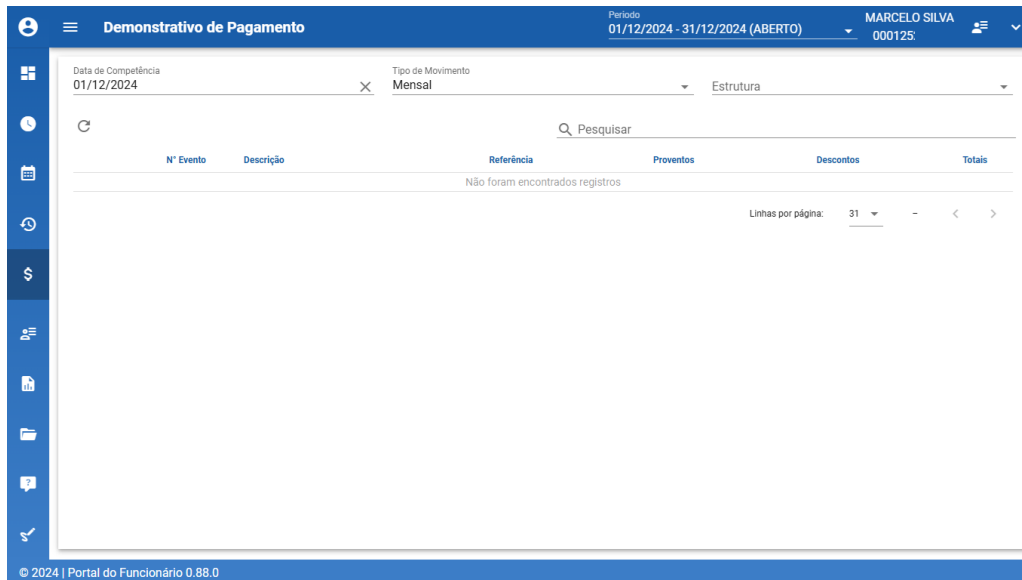 Demonstrativo de Pagamento
Período
01/12/2024 - 31/12/2024 (ABERTO)
MARCELO SILVA
000125:
Data de Competência
01/12/2024
Tipo de Movimento
Mensal
Estrutura
Pesquisar
N° Evento Descrição Referência Proventos Descontos Totais
Não foram encontrados registros
Linhas por página: 31 –
© 2024 | Portal do Funcionário 0.88.0